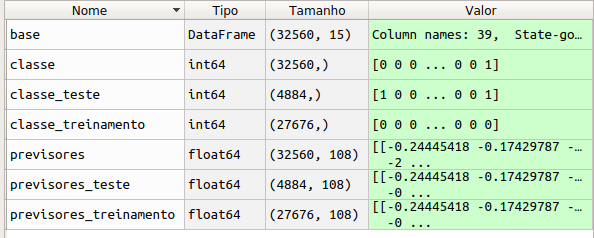 Nome Tipo Tamanho Valor
base DataFrame (32560, 15) Column names: 39,  State-go…
classe int64 (32560,) [0 0 0 ... 0 0 1]
classe_teste int64 (4884,) [1 0 0 ... 0 0 1]
classe_treinamento int64 (27676,) [0 0 0 ... 0 0 0]
previsores float64 (32560, 108) [[-0.24445418 -0.17429787 -…
-2 ...
previsores_teste float64 (4884, 108) [[-0.24445418 -0.17429787 -…
-0 ...
previsores_treinamento float64 (27676, 108) [[-0.24445418 -0.17429787 -…
-0 ...